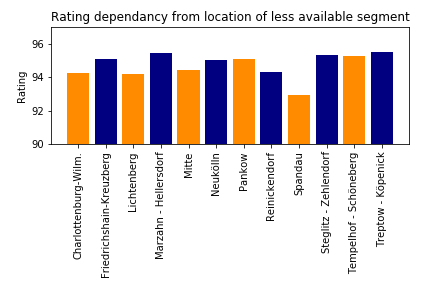 Rating dependancy from location of less available segment
Rating
96
94
92
90
Charlottenburg-Wilm.
Friedrichshain-Kreuzberg
Lichtenberg
Marzahn - Hellersdorf
Mitte
Neukölln
Pankow
Reinickendorf
Spandau
Steglitz - Zehlendorf
Tempelhof - Schöneberg
Treptow - Köpenick